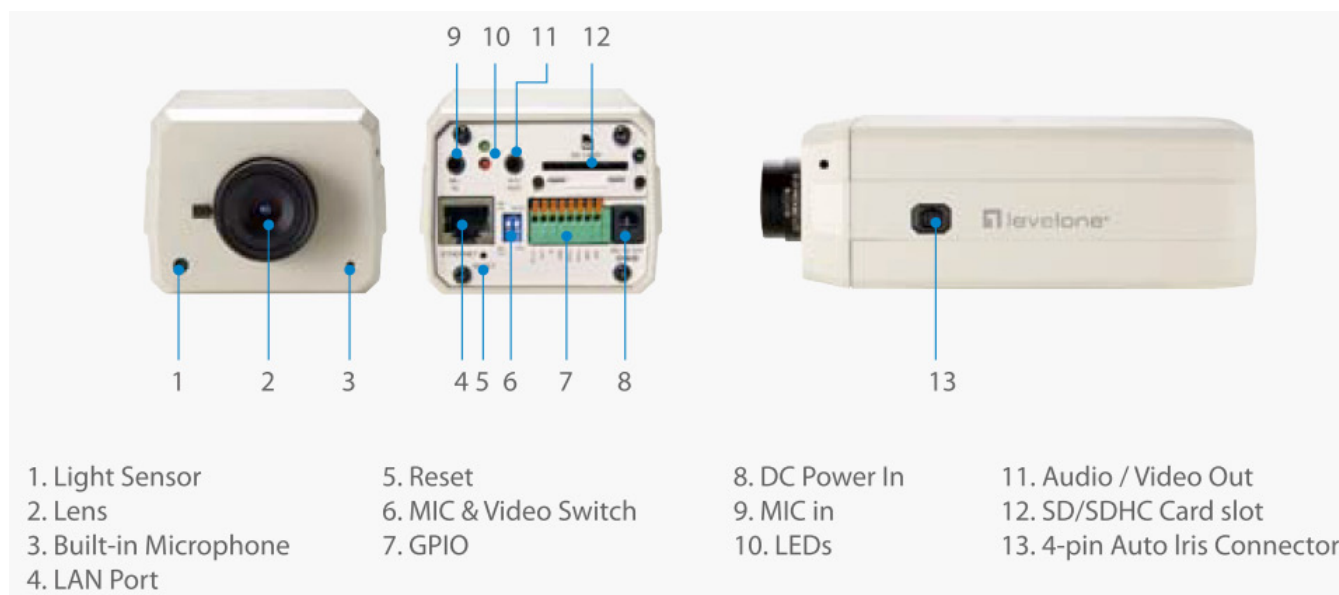 9 10 11 12
levelone
ETHERNET
1 2 3 4 5 6 7 8 13
1. Light Sensor
2. Lens
3. Built-in Microphone
4. LAN Port
5. Reset
6. MIC & Video Switch
7. GPIO
8. DC Power In
9. MIC in
10. LEDs
11. Audio / Video Out
12. SD/SDHC Card slot
13. 4-pin Auto Iris Connector